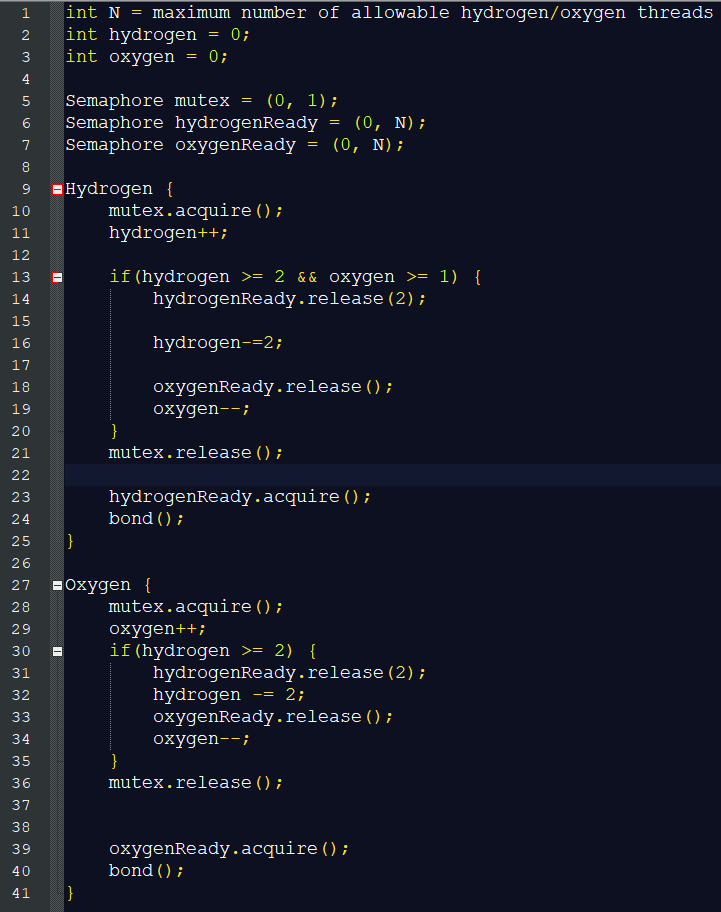 1 int N = maximum number of allowable hydrogen/oxygen threads
2 int hydrogen = 0;
3 int oxygen = 0;
4
5 Semaphore mutex = (0, 1);
6 Semaphore hydrogenReady = (0, N);
7 Semaphore oxygenReady = (0, N);
8
9 Hydrogen {
10     mutex.acquire();
11     hydrogen++;
12
13     if(hydrogen >= 2 && oxygen >= 1) {
14         hydrogenReady.release(2);
15
16         hydrogen-=2;
17
18         oxygenReady.release();
19         oxygen--;
20     }
21     mutex.release();
22
23     hydrogenReady.acquire();
24     bond();
25 }
26
27 Oxygen {
28     mutex.acquire();
29     oxygen++;
30     if(hydrogen >= 2) {
31         hydrogenReady.release(2);
32         hydrogen -= 2;
33         oxygenReady.release();
34         oxygen--;
35     }
36     mutex.release();
37
38
39     oxygenReady.acquire();
40     bond();
41 }